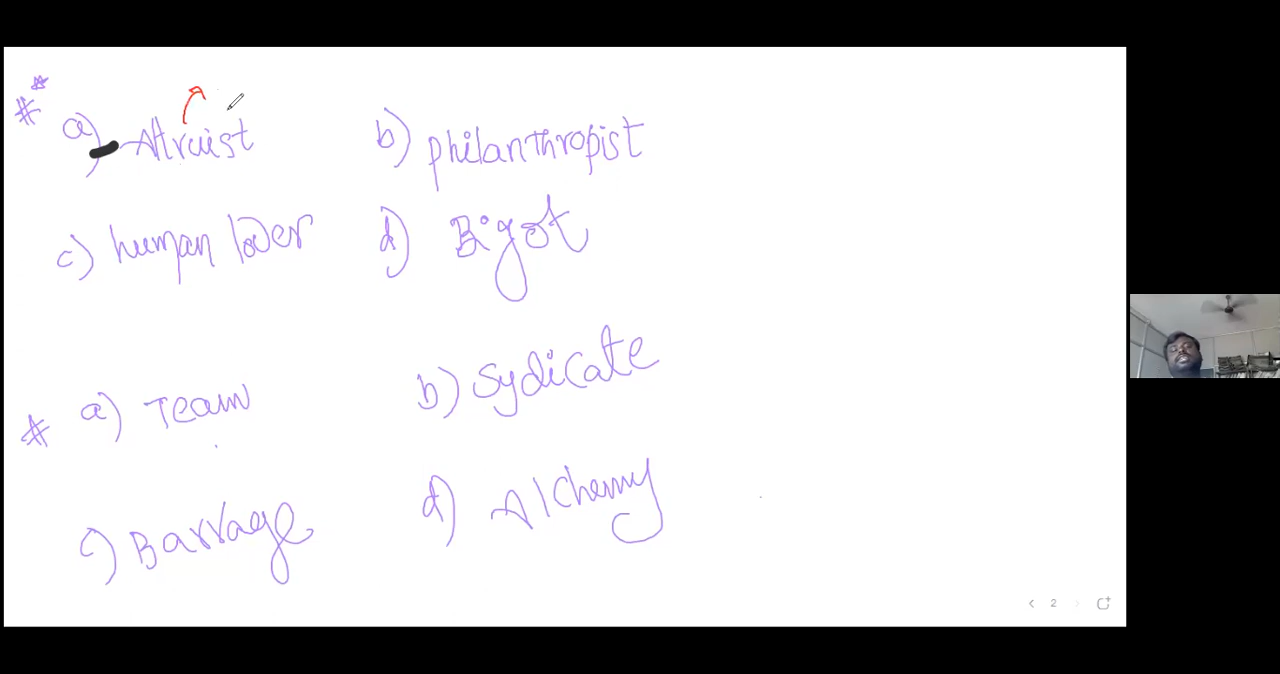 #* a) Altruist b) philanthropist
c) human lover d) Bigot
# a) Team b) Sydicate
c) Barrage d) Alchemy
2